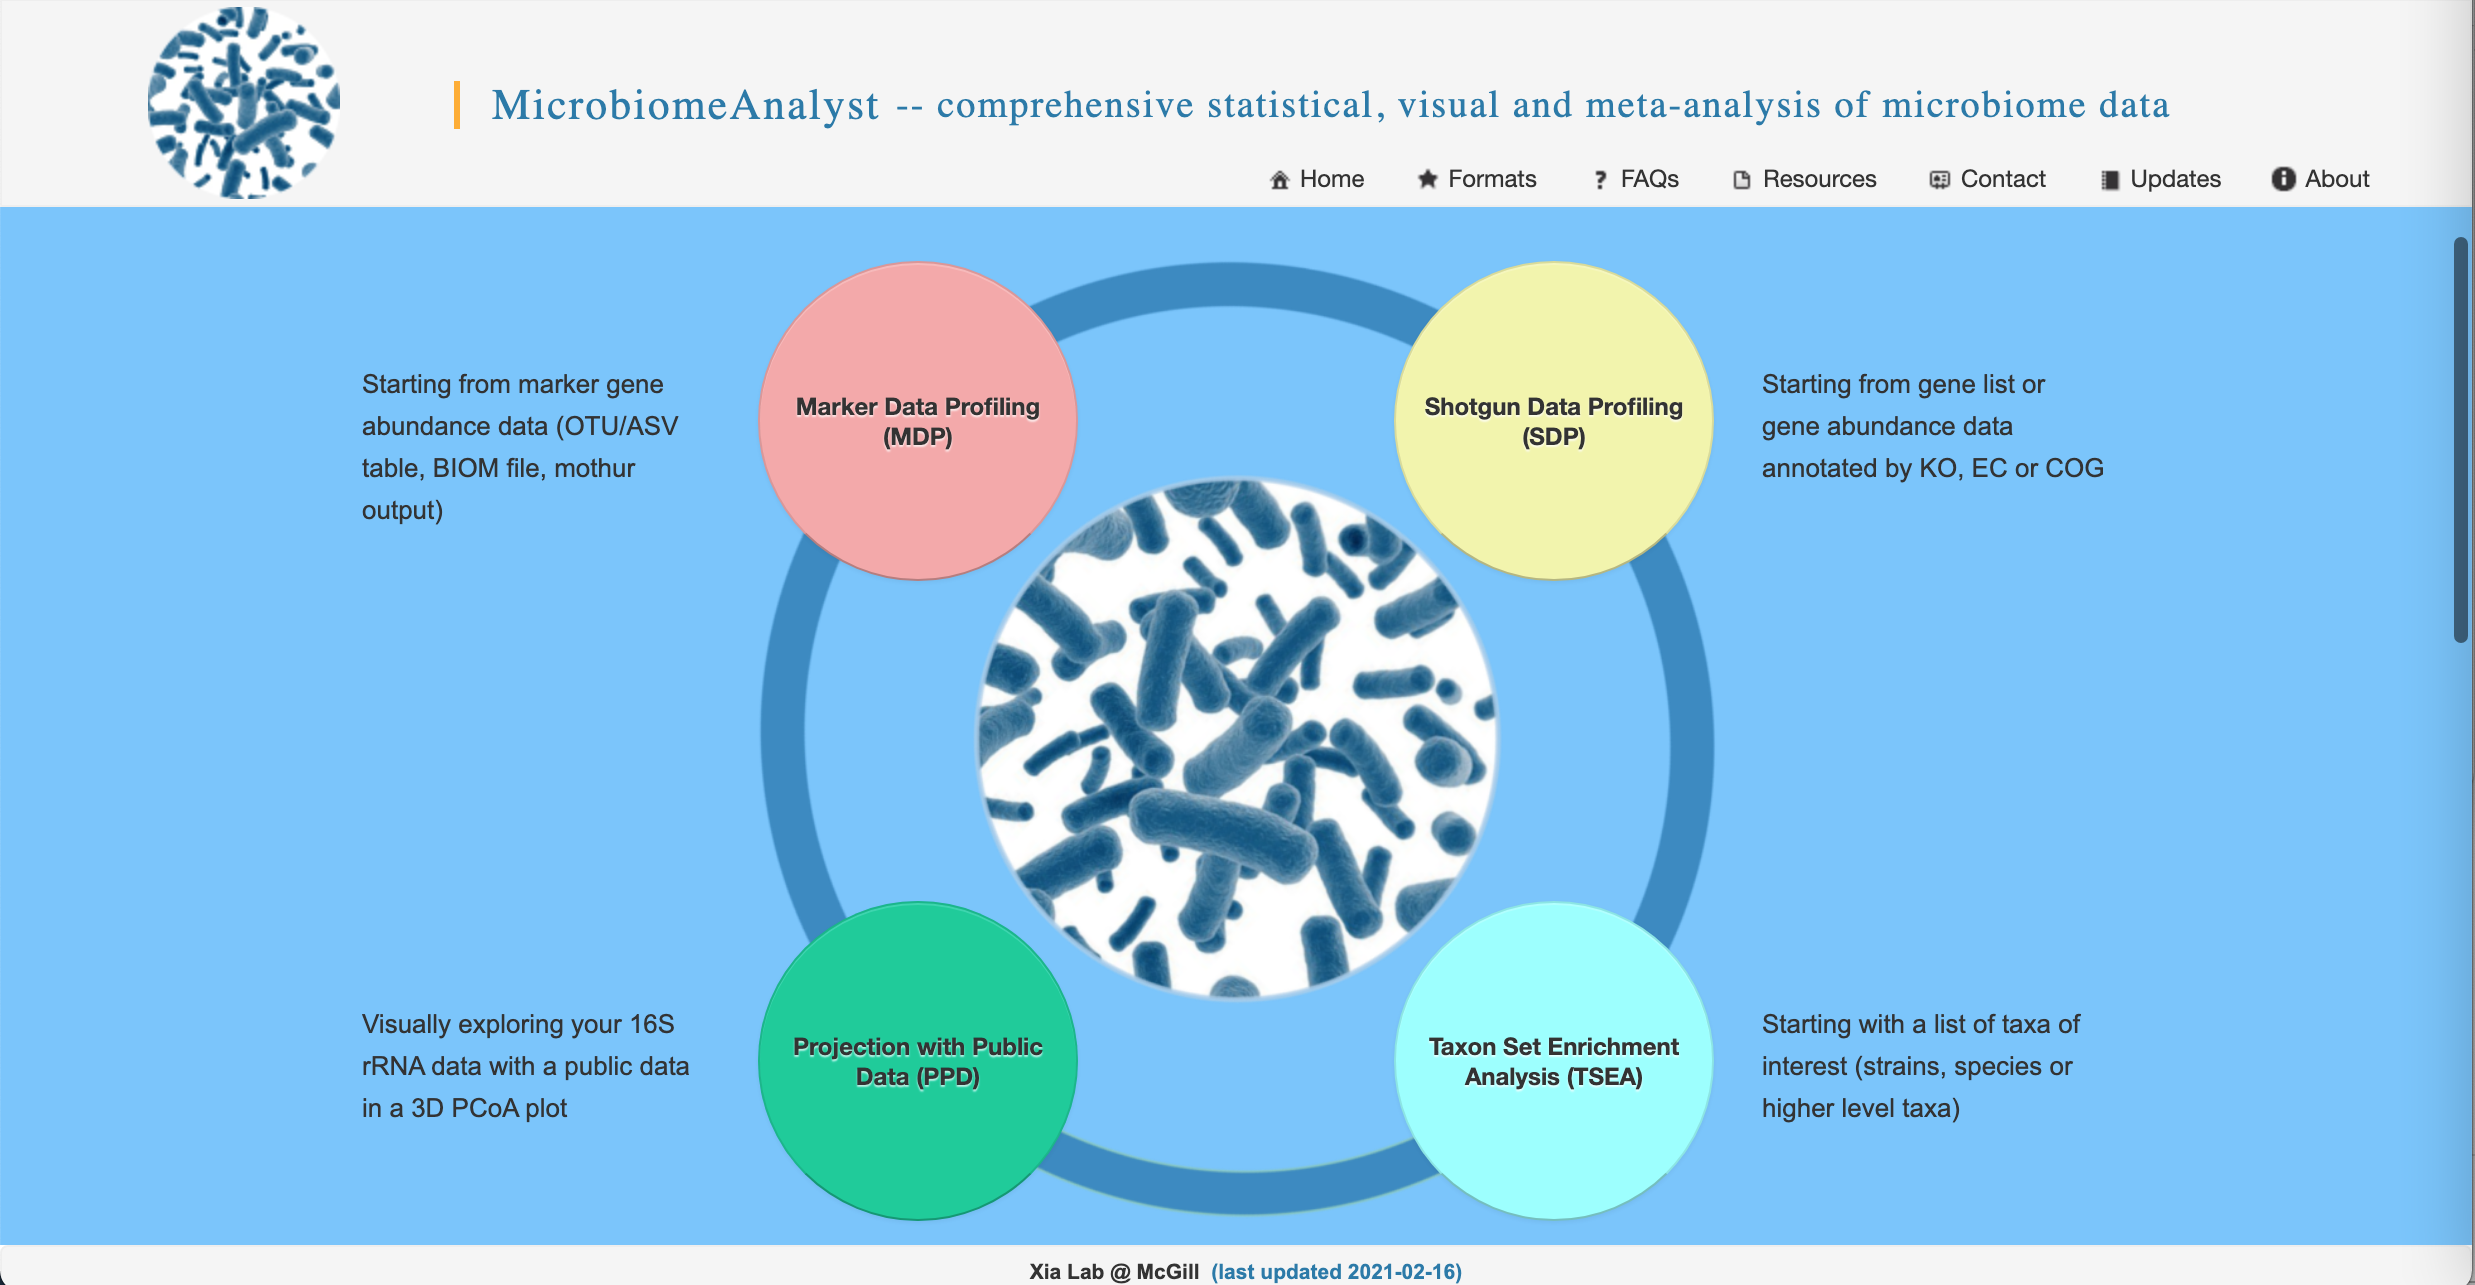 MicrobiomeAnalyst -- comprehensive statistical, visual and meta-analysis of microbiome data
Home Formats ? FAQs Resources Contact Updates About
Starting from marker gene
abundance data (OTU/ASV
table, BIOM file, mothur
output)
Marker Data Profiling
(MDP)
Shotgun Data Profiling
(SDP)
Starting from gene list or
gene abundance data
annotated by KO, EC or COG
Visually exploring your 16S
rRNA data with a public data
in a 3D PCoA plot
Projection with Public
Data (PPD)
Taxon Set Enrichment
Analysis (TSEA)
Starting with a list of taxa of
interest (strains, species or
higher level taxa)
Xia Lab @ McGill (last updated 2021-02-16)